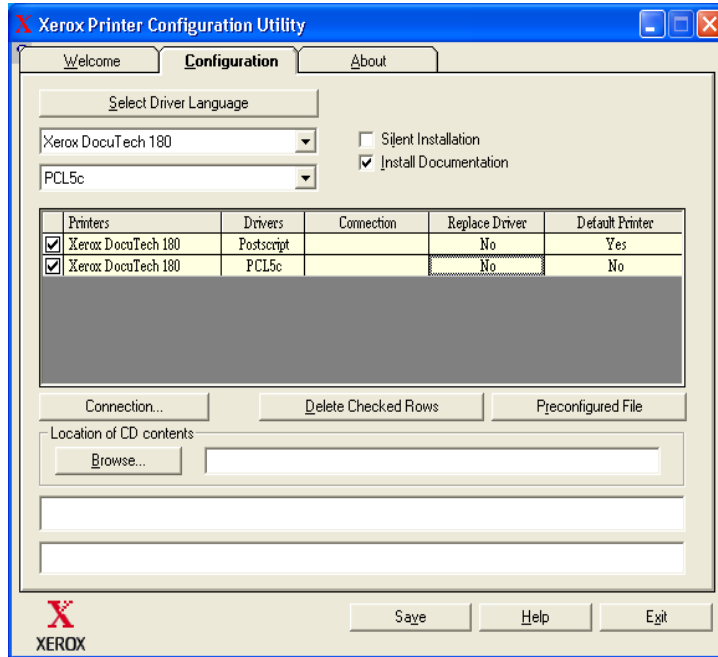 Xerox Printer Configuration Utility
Welcome
Configuration
About
Select Driver Language
Xerox DocuTech 180
Silent Installation
Install Documentation
PCL5c
Printers Drivers Connection Replace Driver Default Printer
Xerox DocuTech 180 Postscript No Yes
Xerox DocuTech 180 PCL5c No No
Connection...
Delete Checked Rows
Preconfigured File
Location of CD contents
Browse...
X
XEROX
Save
Help
Exit